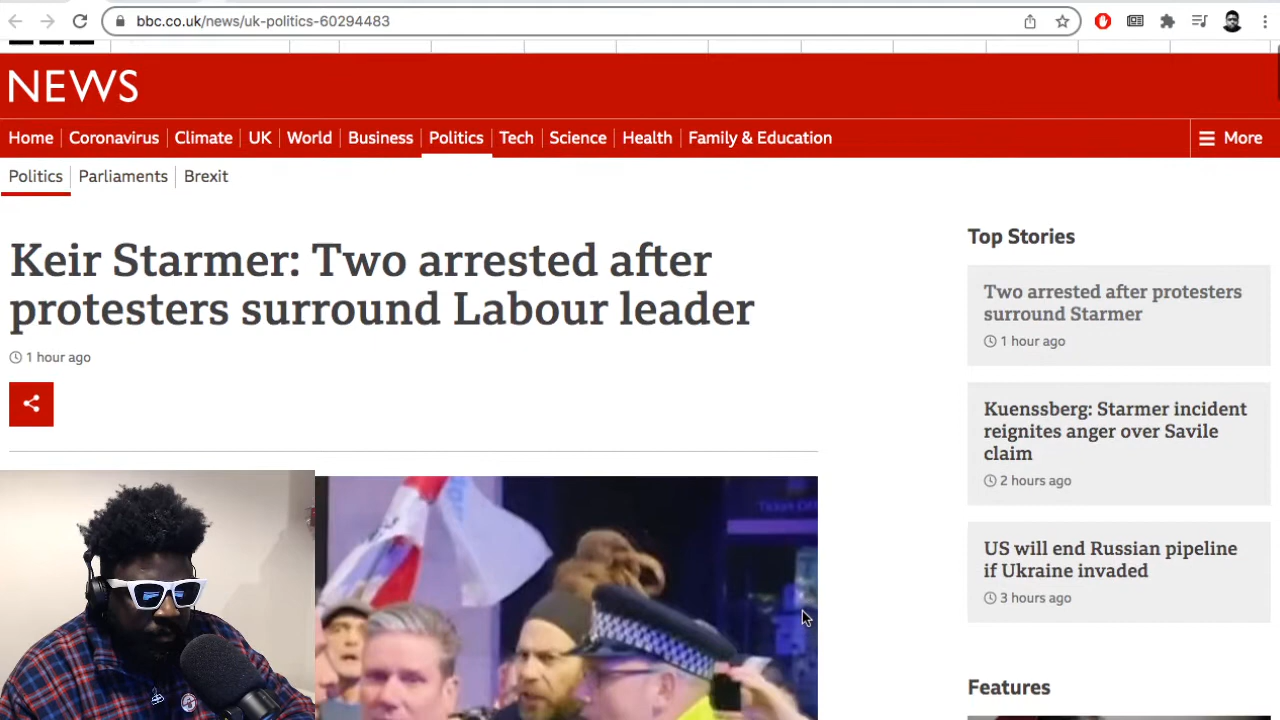 bbc.co.uk/news/uk-politics-60294483
NEWS
Home Coronavirus Climate UK World Business Politics Tech Science Health Family & Education More
Politics Parliaments Brexit
Keir Starmer: Two arrested after
protesters surround Labour leader
1 hour ago
Top Stories
Two arrested after protesters
surround Starmer
1 hour ago
Kuenssberg: Starmer incident
reignites anger over Savile
claim
2 hours ago
US will end Russian pipeline
if Ukraine invaded
3 hours ago
Features